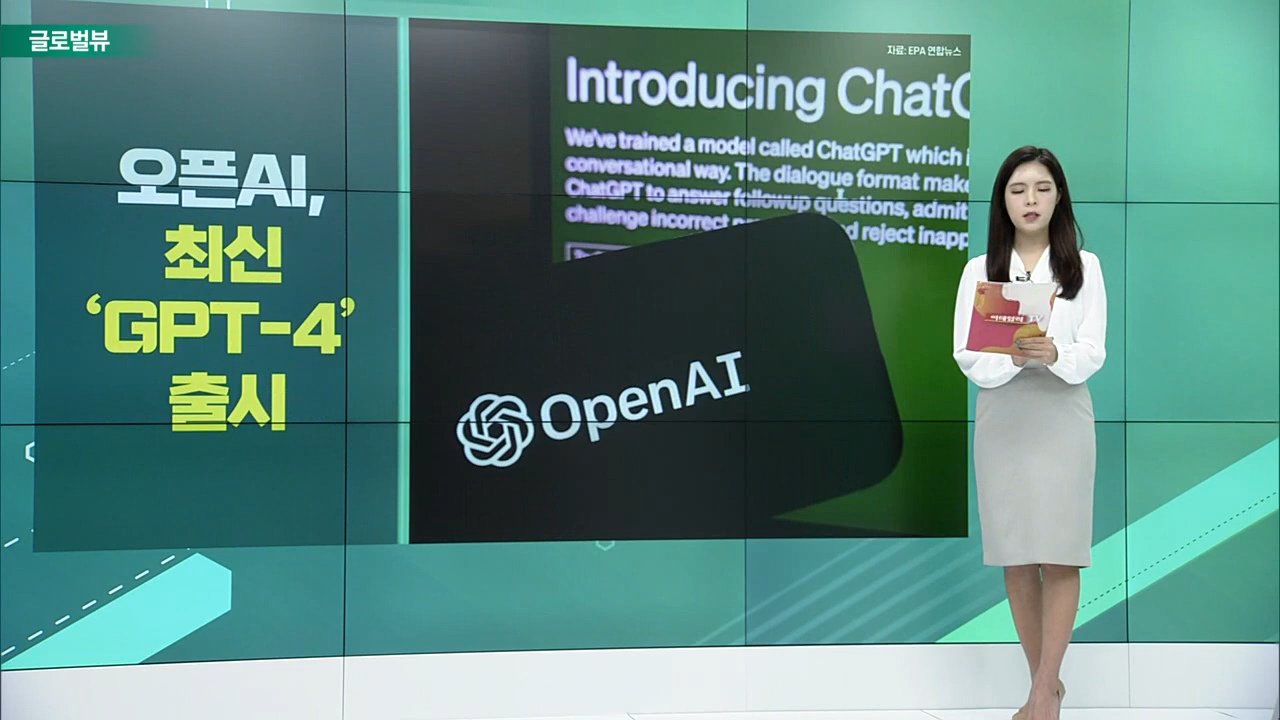 글로벌뷰
자료: EPA 연합뉴스
오픈AI,
최신
‘GPT-4’
출시
Introducing ChatG
We've trained a model called ChatGPT which i
conversational way. The dialogue format make
ChatGPT to answer followup questions, admit
challenge incorrect and reject inapp
OpenAI